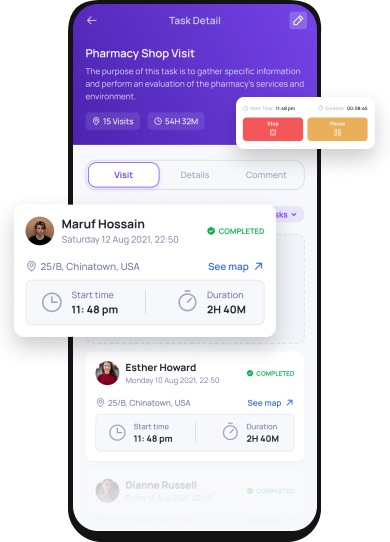 Task Detail
Pharmacy Shop Visit
The purpose of this task is to gather specific information
and perform an evaluation of the pharmacy's services and
environment.
15 Visits
54H 32M
Start time 11:48 pm
Duration 00:08:45
Stop
Pause
Visit
Details
Comment
sks
Maruf Hossain
Saturday 12 Aug 2021, 22:50
COMPLETED
25/B, Chinatown, USA
See map
Start time
11: 48 pm
Duration
2H 40M
Esther Howard
Monday 10 Aug 2021, 22:50
COMPLETED
25/B, Chinatown, USA
See map
Start time
11: 48 pm
Duration
2H 40M
Dianne Russell
COMPLETED